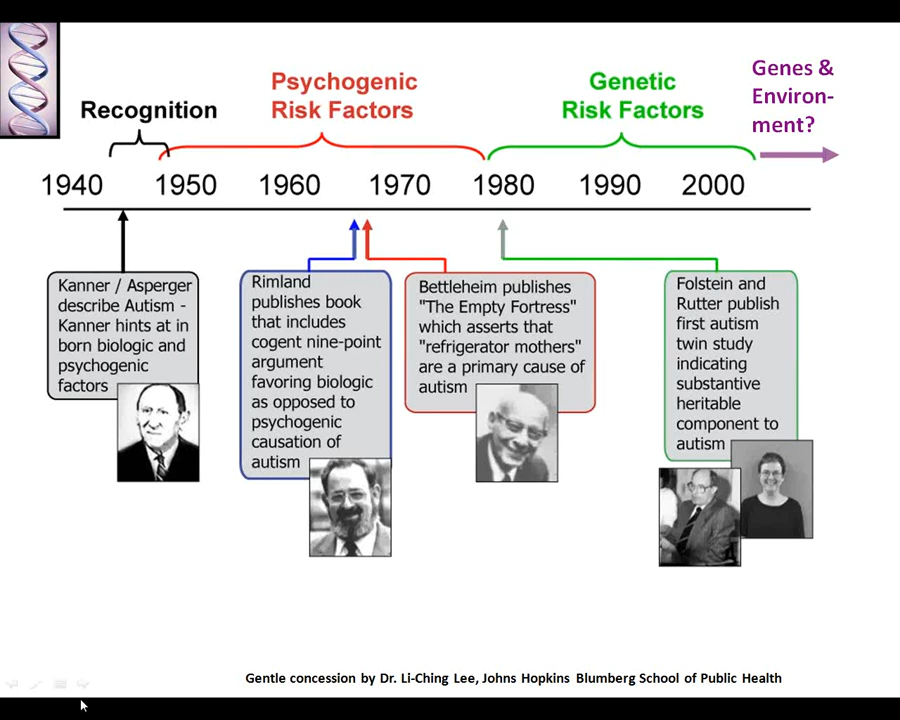 Recognition
Psychogenic
Risk Factors
Genetic
Risk Factors
Genes &
Environ-
ment?
1940 1950 1960 1970 1980 1990 2000
Kanner / Asperger
describe Autism -
Kanner hints at in
born biologic and
psychogenic
factors
Rimland
publishes book
that includes
cogent nine-point
argument
favoring biologic
as opposed to
psychogenic
causation of
autism
Bettleheim publishes
"The Empty Fortress"
which asserts that
"refrigerator mothers"
are a primary cause of
autism
Folstein and
Rutter publish
first autism
twin study
indicating
substantive
heritable
component to
autism
Gentle concession by Dr. Li-Ching Lee, Johns Hopkins Blumberg School of Public Health